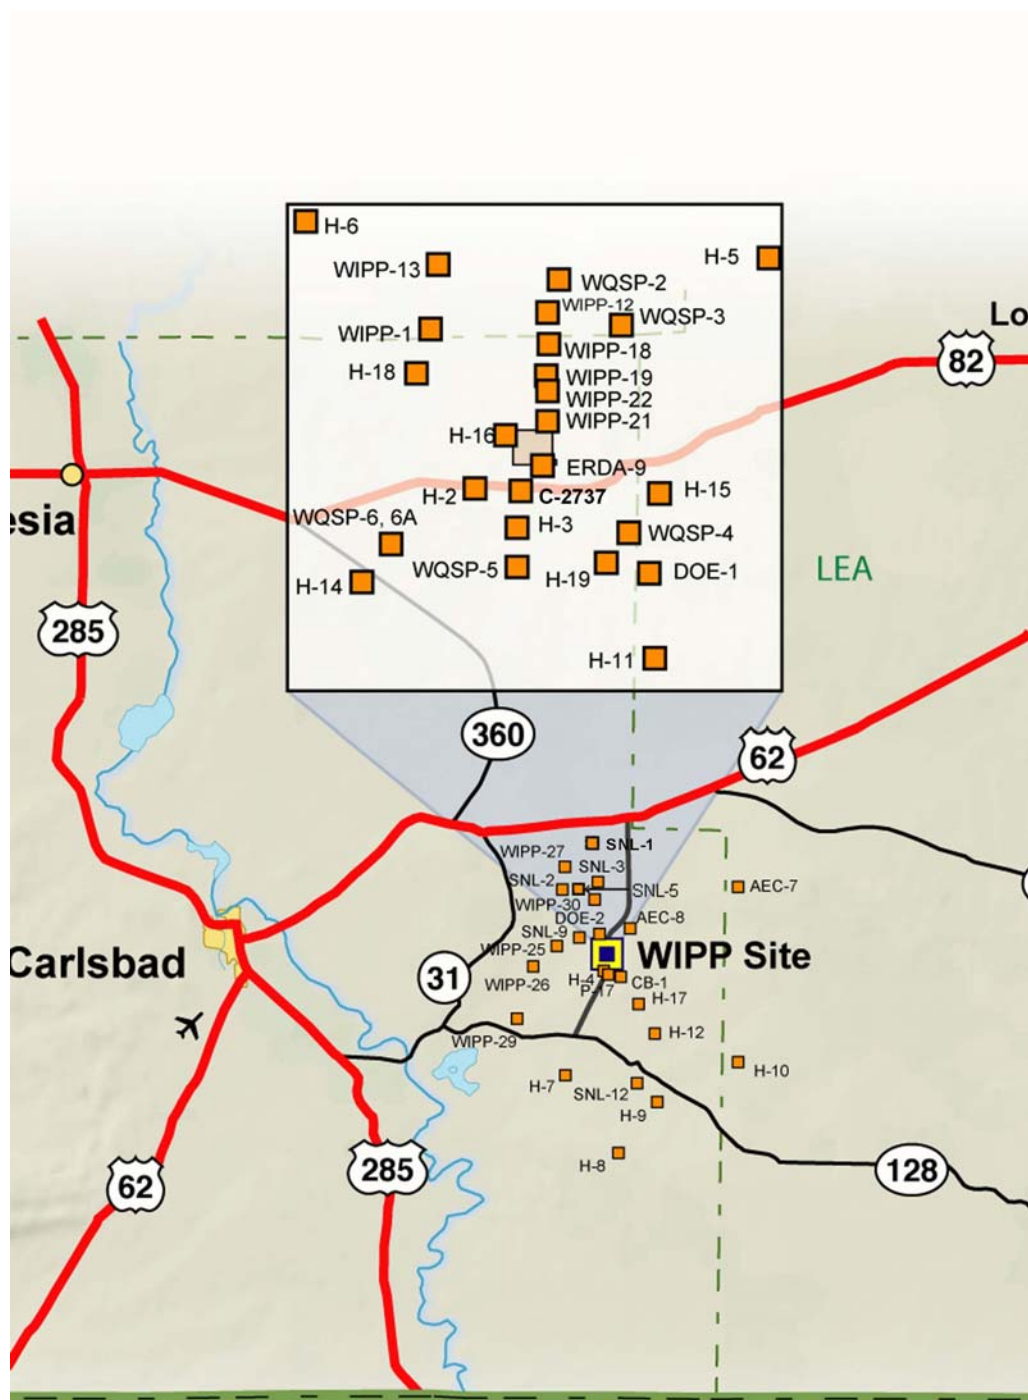 H-6
H-5
WIPP-13
WQSP-2
WIPP-12
WQSP-3
Lo
WIPP-1
WIPP-18
82
H-18
WIPP-19
WIPP-22
WIPP-21
H-16
ERDA-9
H-2
C-2737
H-15
esia
WQSP-6, 6A
H-3
WQSP-4
WQSP-5
H-19
DOE-1
LEA
H-14
285
H-11
360
62
SNL-1
WIPP-27
SNL-3
SNL-2
SNL-5
AEC-7
WIPP-30
DOE-2
AEC-8
SNL-9
WIPP-25
WIPP Site
Carlsbad
31
WIPP-26
H-4
P-17
CB-1
H-17
H-12
WIPP-29
H-10
H-7
SNL-12
H-9
H-8
285
128
62